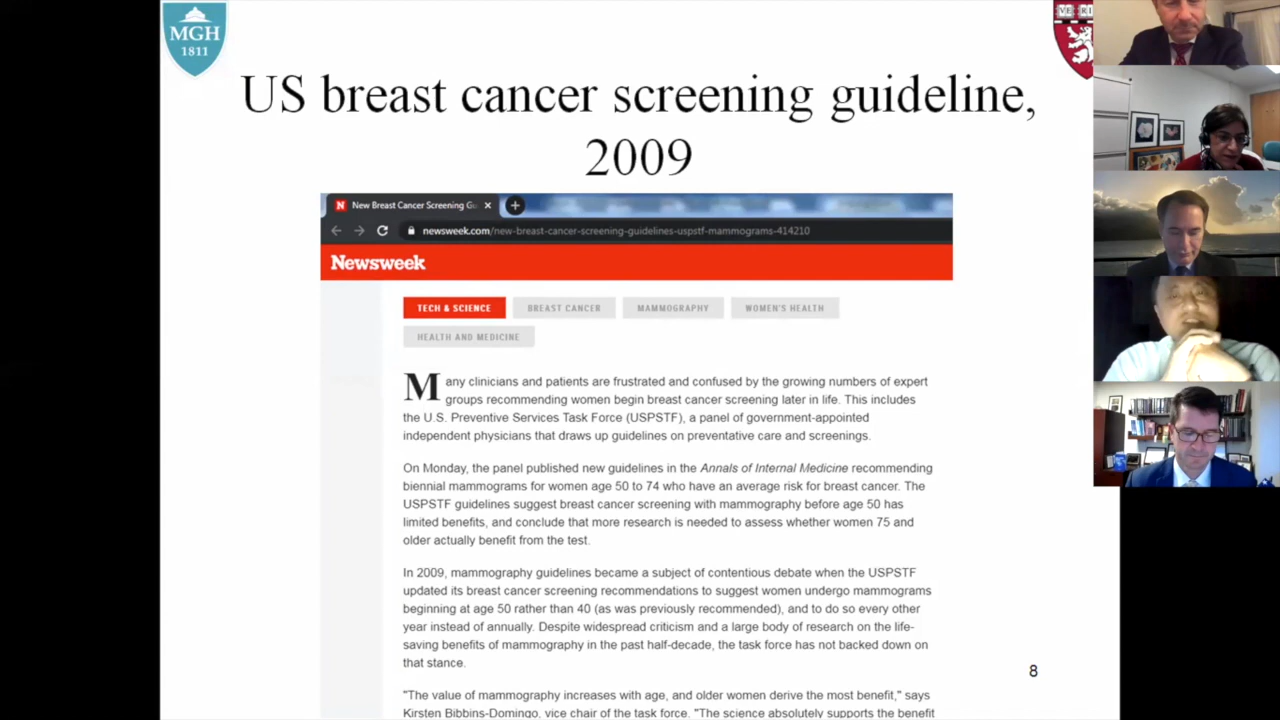 MGH
1811
VE RI
US breast cancer screening guideline,
2009
N New Breast Cancer Screening Gu
newsweek.com/new-breast-cancer-screening-guidelines-uspstf-mammograms-414210
Newsweek
TECH & SCIENCE
BREAST CANCER
MAMMOGRAPHY
WOMEN'S HEALTH
HEALTH AND MEDICINE
Many clinicians and patients are frustrated and confused by the growing numbers of expert
groups recommending women begin breast cancer screening later in life. This includes
the U.S. Preventive Services Task Force (USPSTF), a panel of government-appointed
independent physicians that draws up guidelines on preventative care and screenings.
On Monday, the panel published new guidelines in the Annals of Internal Medicine recommending
biennial mammograms for women age 50 to 74 who have an average risk for breast cancer. The
USPSTF guidelines suggest breast cancer screening with mammography before age 50 has
limited benefits, and conclude that more research is needed to assess whether women 75 and
older actually benefit from the test.
In 2009, mammography guidelines became a subject of contentious debate when the USPSTF
updated its breast cancer screening recommendations to suggest women undergo mammograms
beginning at age 50 rather than 40 (as was previously recommended), and to do so every other
year instead of annually. Despite widespread criticism and a large body of research on the life-
saving benefits of mammography in the past half-decade, the task force has not backed down on
that stance.
"The value of mammography increases with age, and older women derive the most benefit," says
Kirsten Bibbins-Domingo, vice chair of the task force. "The science absolutely supports the benefit
8